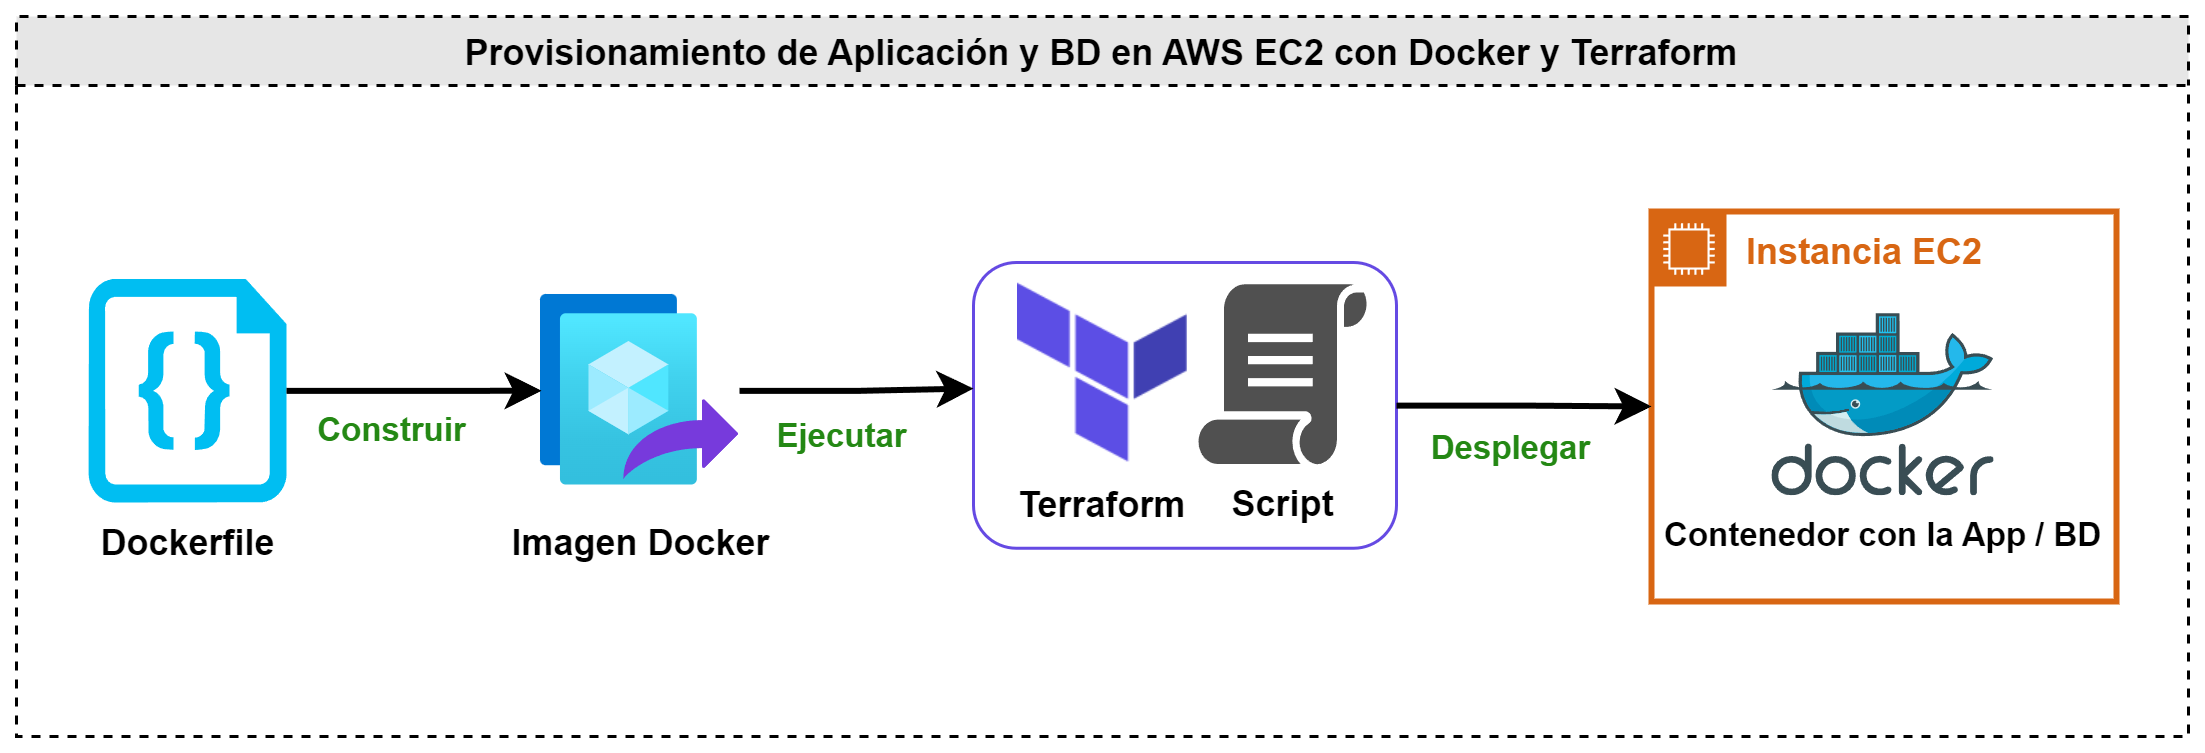 Provisionamiento de Aplicación y BD en AWS EC2 con Docker y Terraform
{}
Dockerfile
Construir
Imagen Docker
Ejecutar
Terraform
Script
Desplegar
Instancia EC2
docker
Contenedor con la App / BD